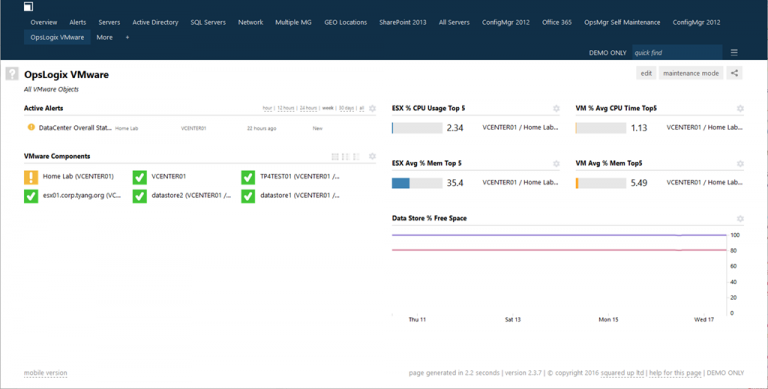 Overview Alerts Servers Active Directory SQL Servers Network Multiple MG GEO Locations SharePoint 2013 All Servers ConfigMgr 2012 Office 365 OpsMgr Self Maintenance ConfigMgr 2012
OpsLogix VMware More +
DEMO ONLY quick find
? OpsLogix VMware
edit maintenance mode
All VMware Objects
Active Alerts
hour | 12 hours | 24 hours | week | 30 days | all
DataCenter Overall Stat... Home Lab VCENTER01 22 hours ago New
VMware Components
Home Lab (VCENTER01) VCENTER01 TP4TEST01 (VCENTER01 /...
esx01.corp.tyang.org (VC... datastore2 (VCENTER01 /... datastore1 (VCENTER01 /...
ESX % CPU Usage Top 5
2.34 VCENTER01 / Home Lab...
VM % Avg CPU Time Top5
1.13 VCENTER01 / Home Lab...
ESX Avg % Mem Top 5
35.4 VCENTER01 / Home Lab...
VM Avg % Mem Top5
5.49 VCENTER01 / Home Lab...
Data Store % Free Space
100
80
60
40
20
0
Thu 11 Sat 13 Mon 15 Wed 17
mobile version
page generated in 2.2 seconds | version 2.3.7 | © copyright 2016 squared up ltd | help for this page | DEMO ONLY